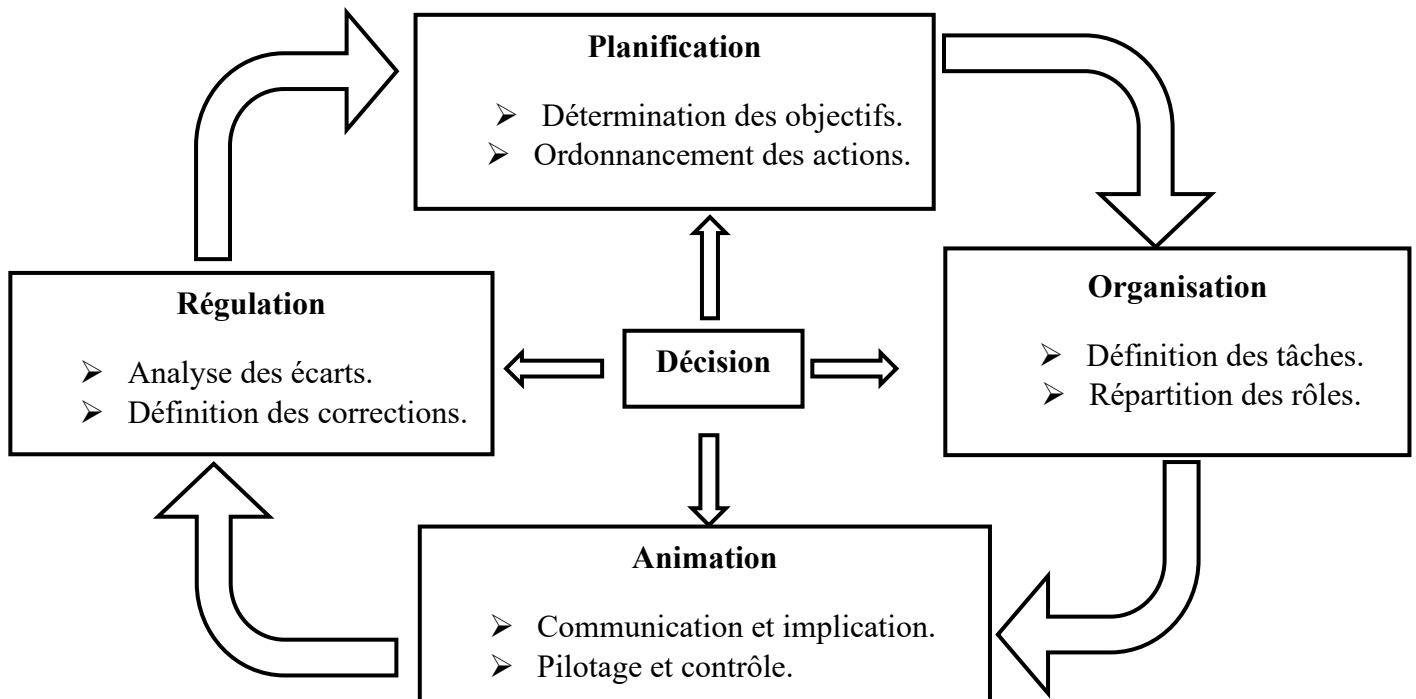 Planification
➢ Détermination des objectifs.
➢ Ordonnancement des actions.
Organisation
➢ Définition des tâches.
➢ Répartition des rôles.
Régulation
➢ Analyse des écarts.
➢ Définition des corrections.
Décision
Animation
➢ Communication et implication.
➢ Pilotage et contrôle.